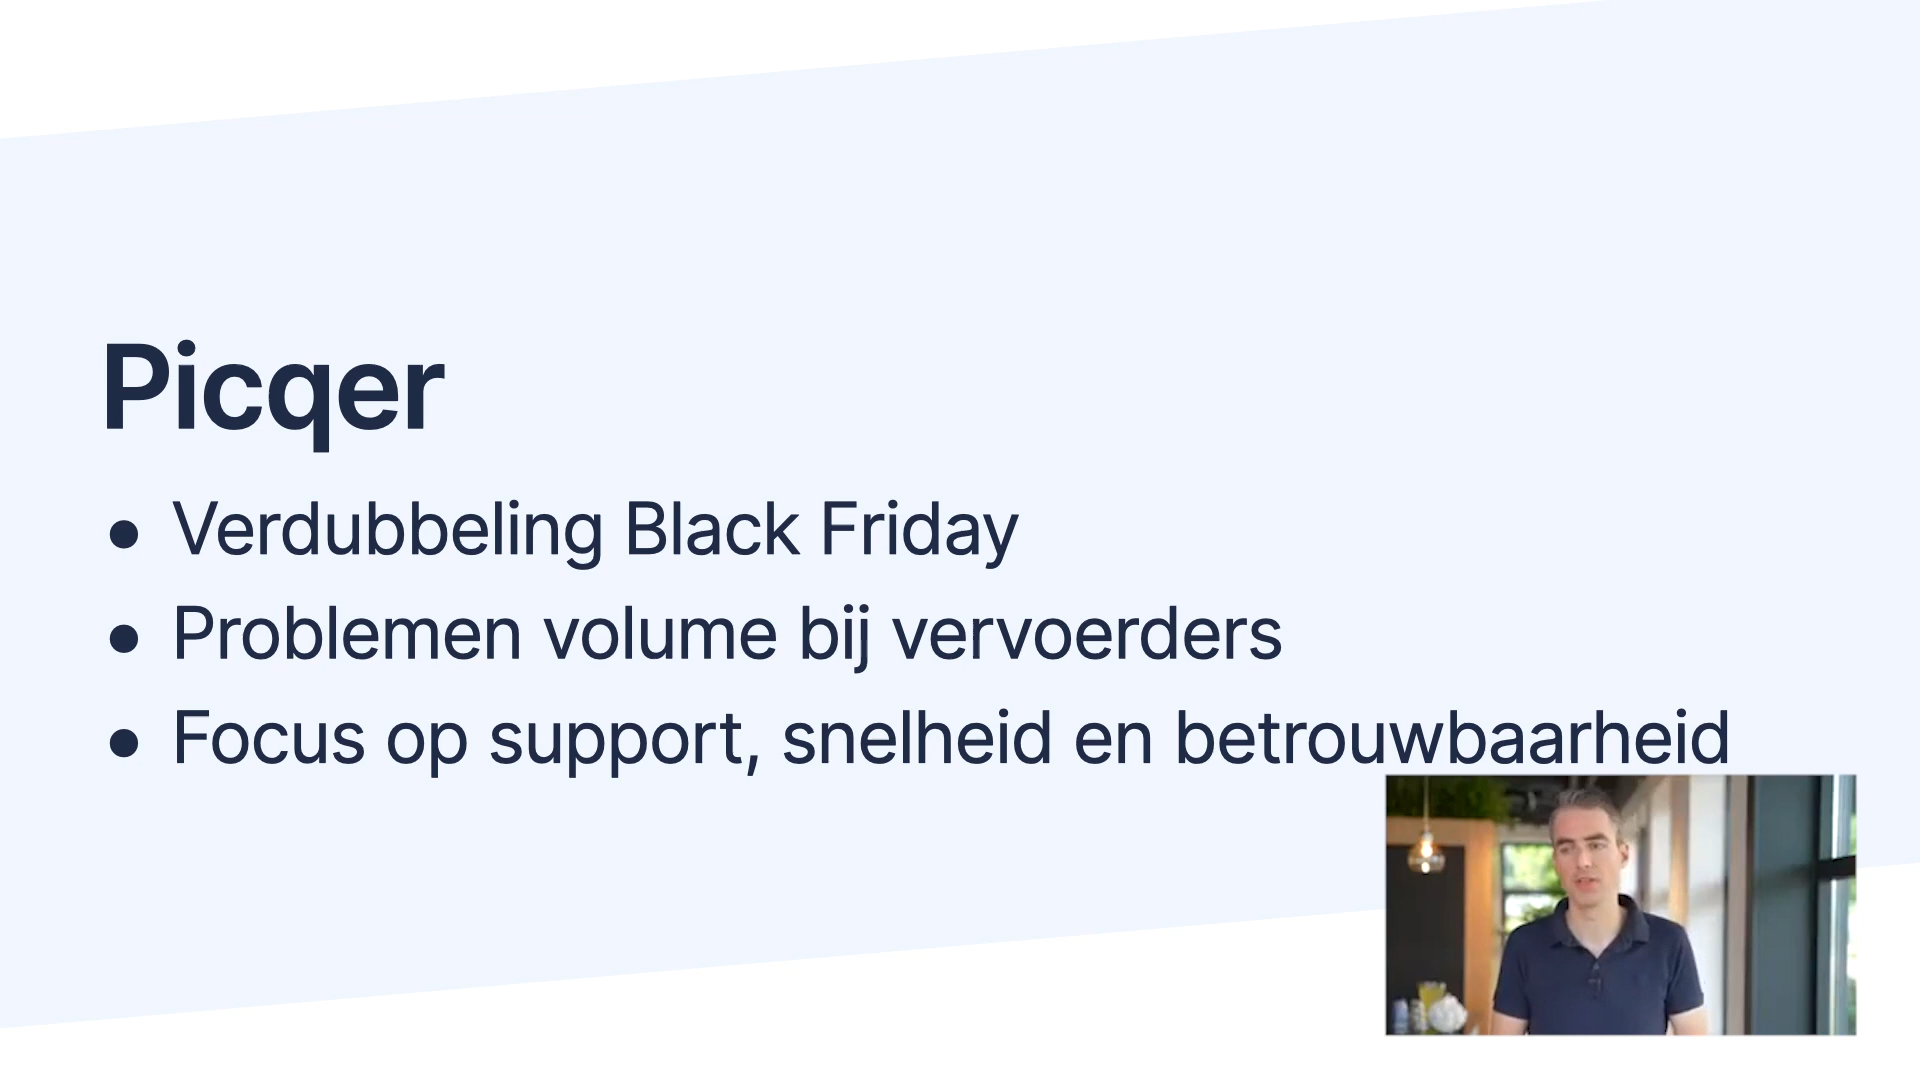 Picqer
• Verdubbeling Black Friday
• Problemen volume bij vervoerders
• Focus op support, snelheid en betrouwbaarheid